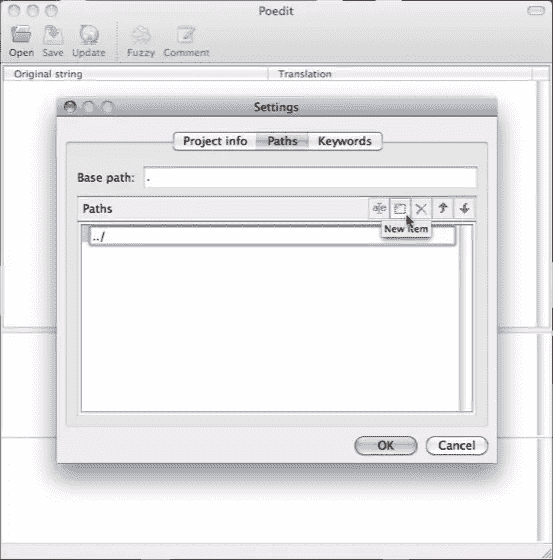 Poedit
Open Save Update Fuzzy Comment
Original string Translation
Settings
Project info Paths Keywords
Base path: .
Paths
New item
../
OK Cancel